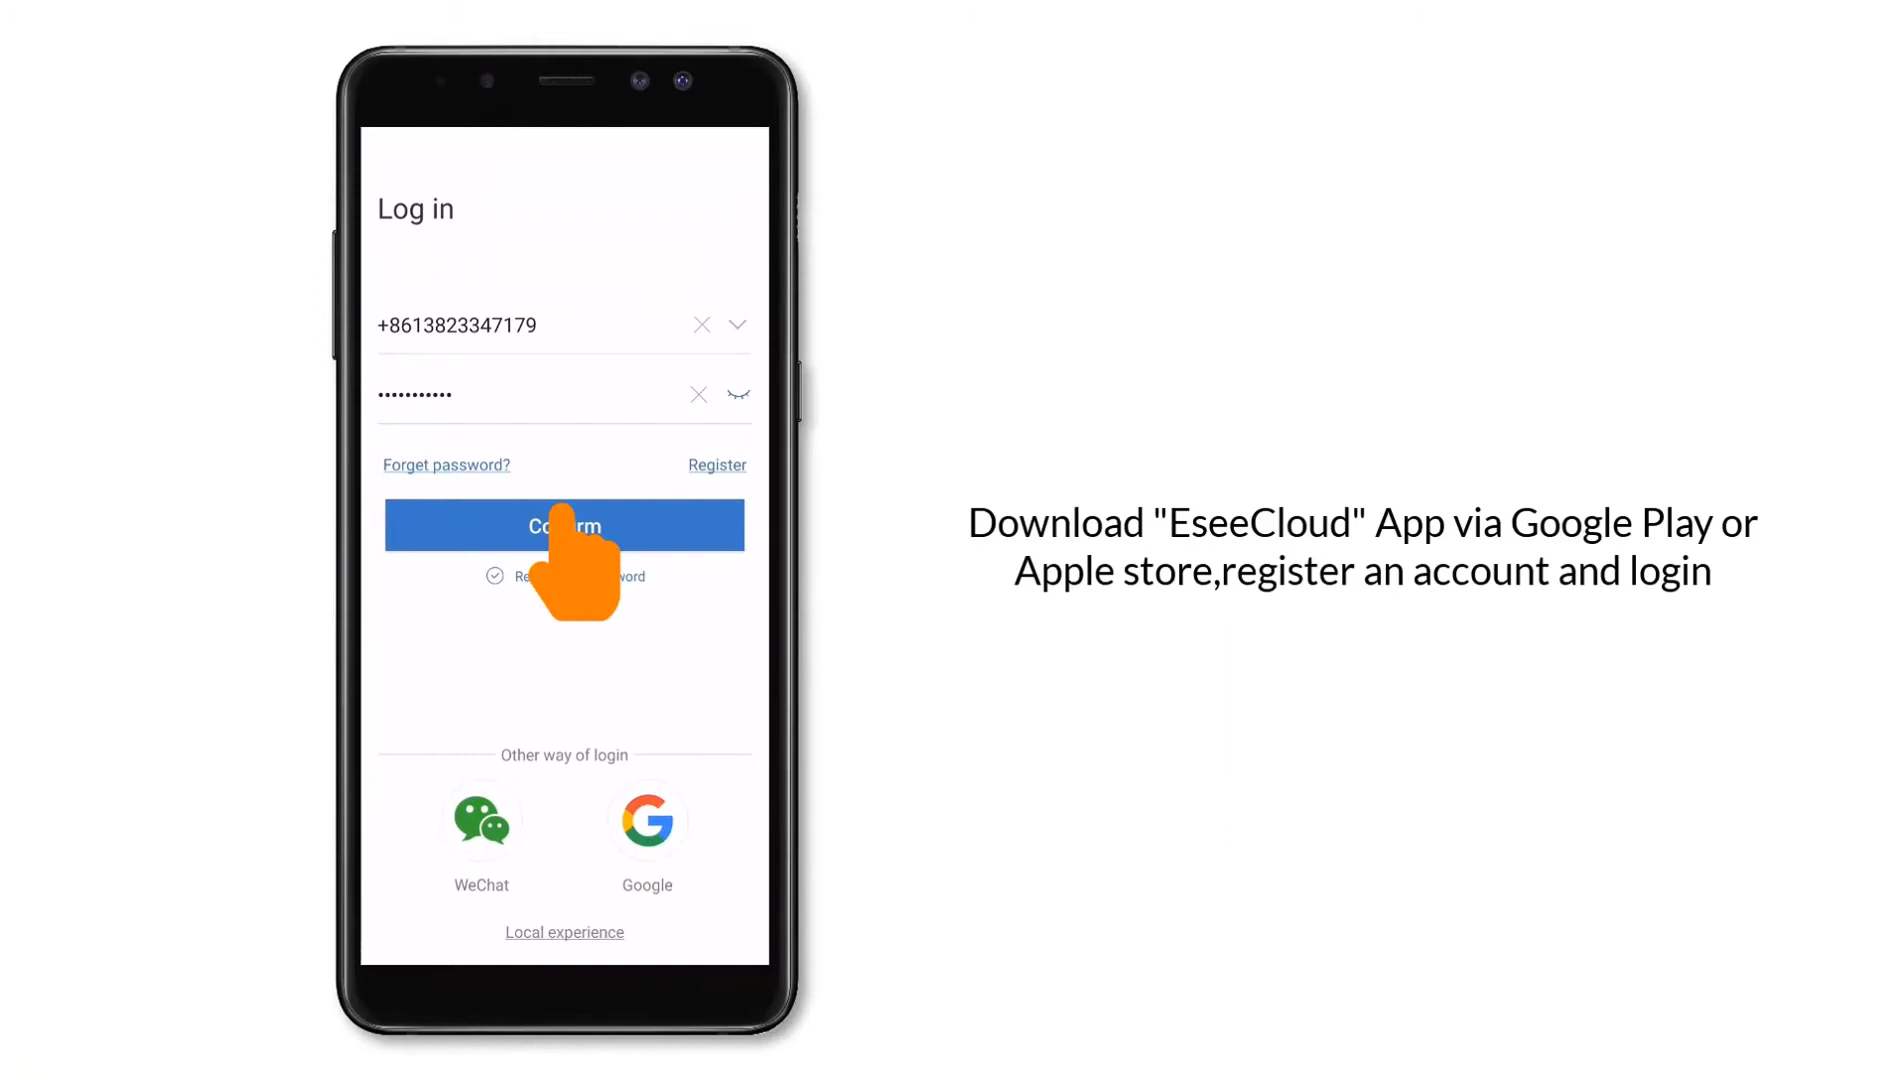 Log in
+8613823347179
•••••••••••
Forget password?
Register
Other way of login
WeChat
Google
Local experience
Download "EseeCloud" App via Google Play or
Apple store,register an account and login